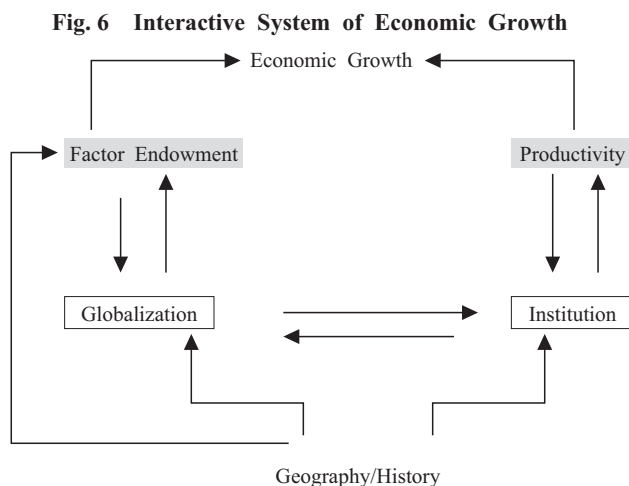 Fig. 6 Interactive System of Economic Growth
Economic Growth
Factor Endowment
Productivity
Globalization
Institution
Geography/History